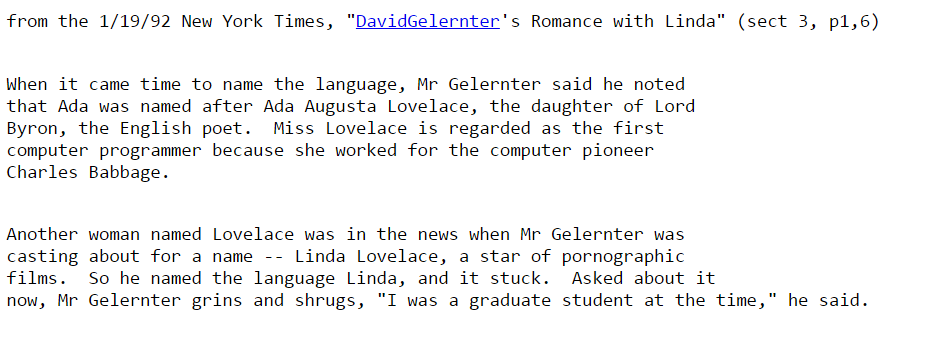 from the 1/19/92 New York Times, "DavidGelernter's Romance with Linda" (sect 3, p1,6)
When it came time to name the language, Mr Gelernter said he noted
that Ada was named after Ada Augusta Lovelace, the daughter of Lord
Byron, the English poet.  Miss Lovelace is regarded as the first
computer programmer because she worked for the computer pioneer
Charles Babbage.
Another woman named Lovelace was in the news when Mr Gelernter was
casting about for a name -- Linda Lovelace, a star of pornographic
films.  So he named the language Linda, and it stuck.  Asked about it
now, Mr Gelernter grins and shrugs, "I was a graduate student at the time," he said.